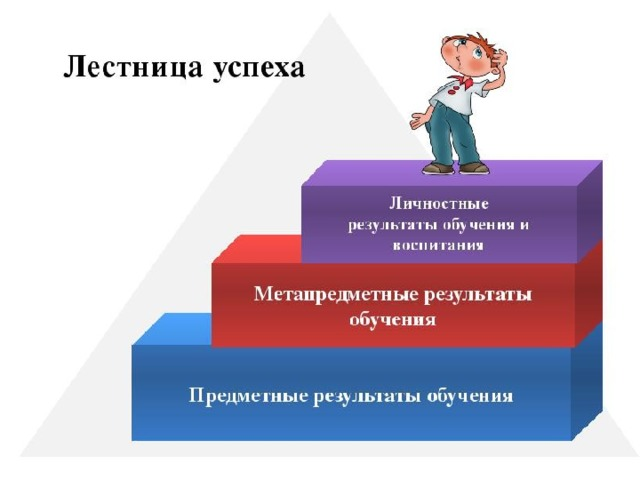 Лестница успеха
Личностные
результаты обучения и
воспитания
Метапредметные результаты
обучения
Предметные результаты обучения